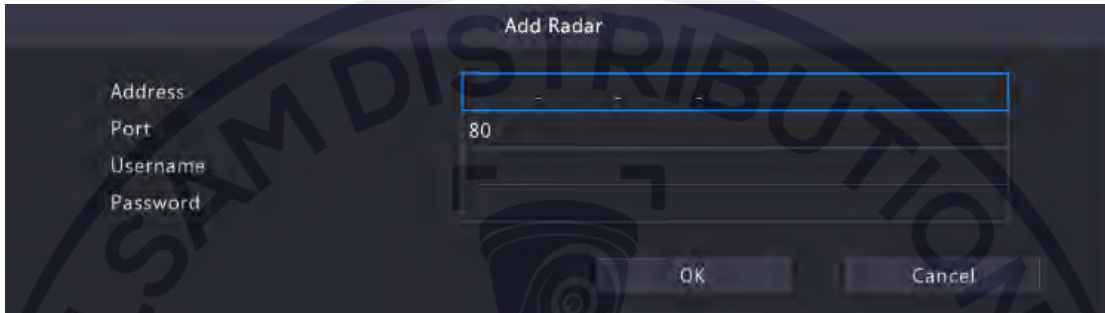 Add Radar
Address - - -
Port 80
Username
Password
OK Cancel
SAM DISTRIBUTION